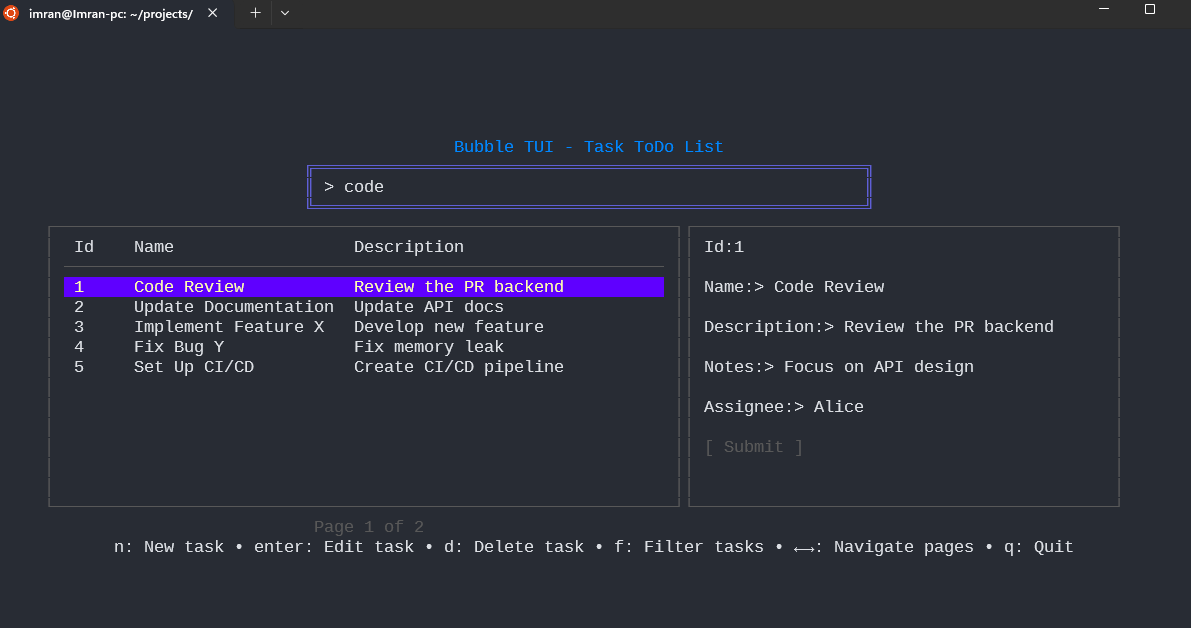 imran@Imran-pc: ~/projects/
Bubble TUI - Task ToDo List
> code
Id Name Description
1 Code Review Review the PR backend
2 Update Documentation Update API docs
3 Implement Feature X Develop new feature
4 Fix Bug Y Fix memory leak
5 Set Up CI/CD Create CI/CD pipeline
Page 1 of 2
Id:1
Name:> Code Review
Description:> Review the PR backend
Notes:> Focus on API design
Assignee:> Alice
[ Submit ]
n: New task • enter: Edit task • d: Delete task • f: Filter tasks • ←→: Navigate pages • q: Quit